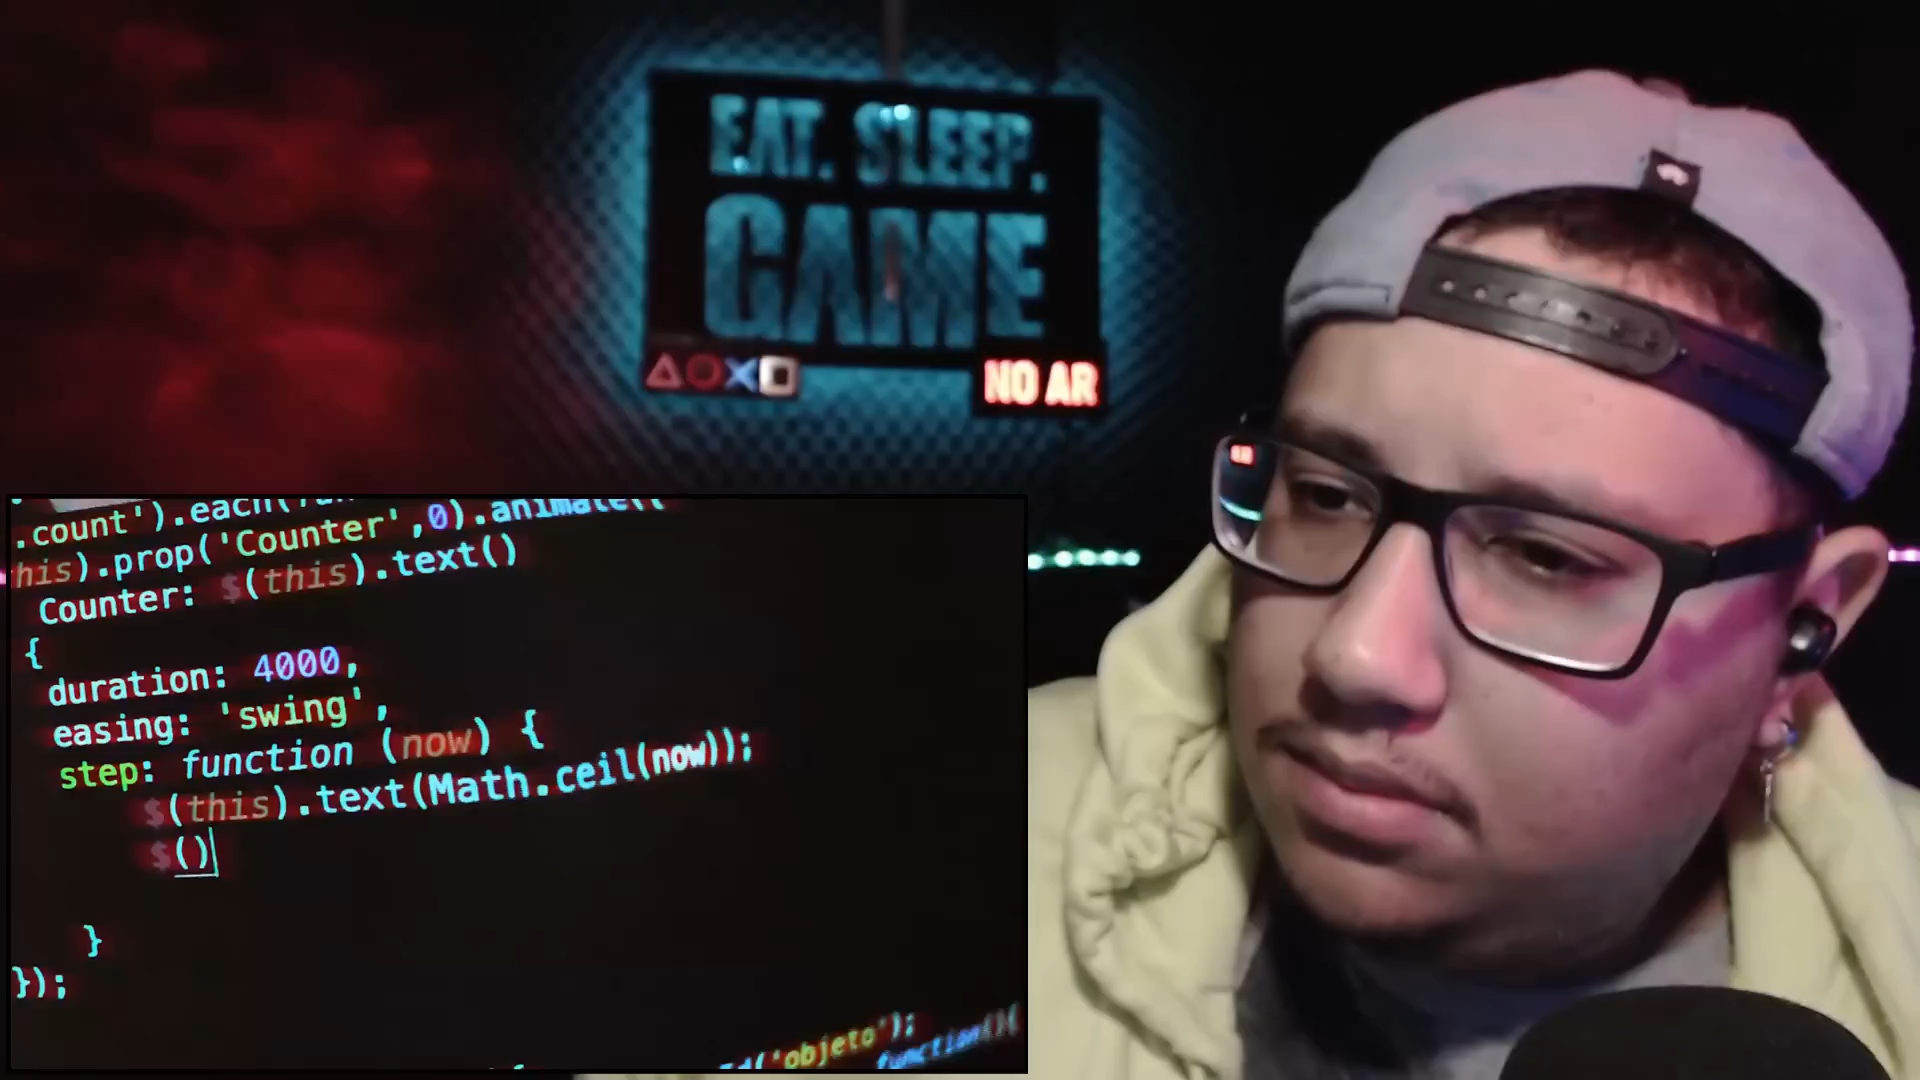 EAT. SLEEP.
GAME
NO AR
.count').each(
his).prop('Counter',0).animate({
Counter: $(this).text()
{
duration: 4000,
easing: 'swing',
step: function (now) {
$(this).text(Math.ceil(now));
$()
}
});
'objeto');
function(){